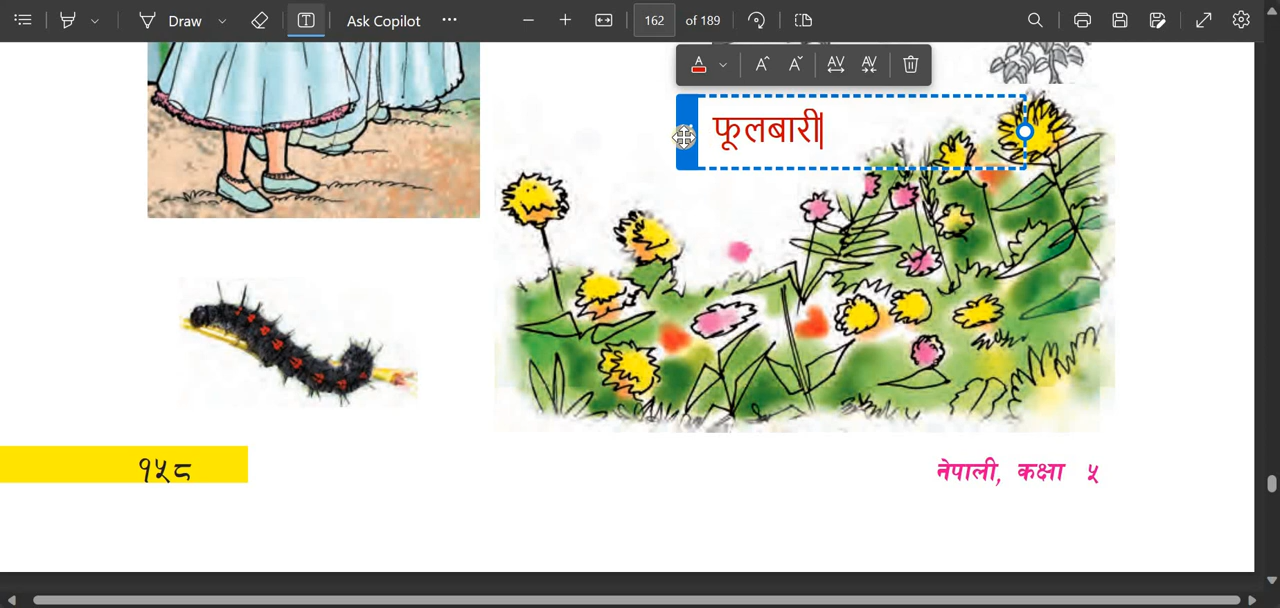 Draw
Ask Copilot
162 of 189
फूलबारी
१५८
नेपाली, कक्षा ५